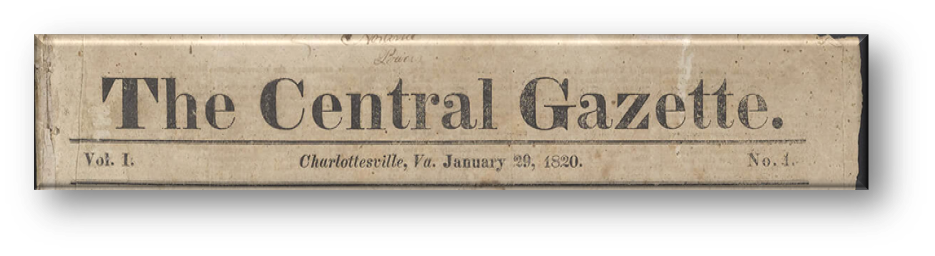 The Central Gazette.
Vol. I. Charlottesville, Va. January 29, 1820. No. 1.